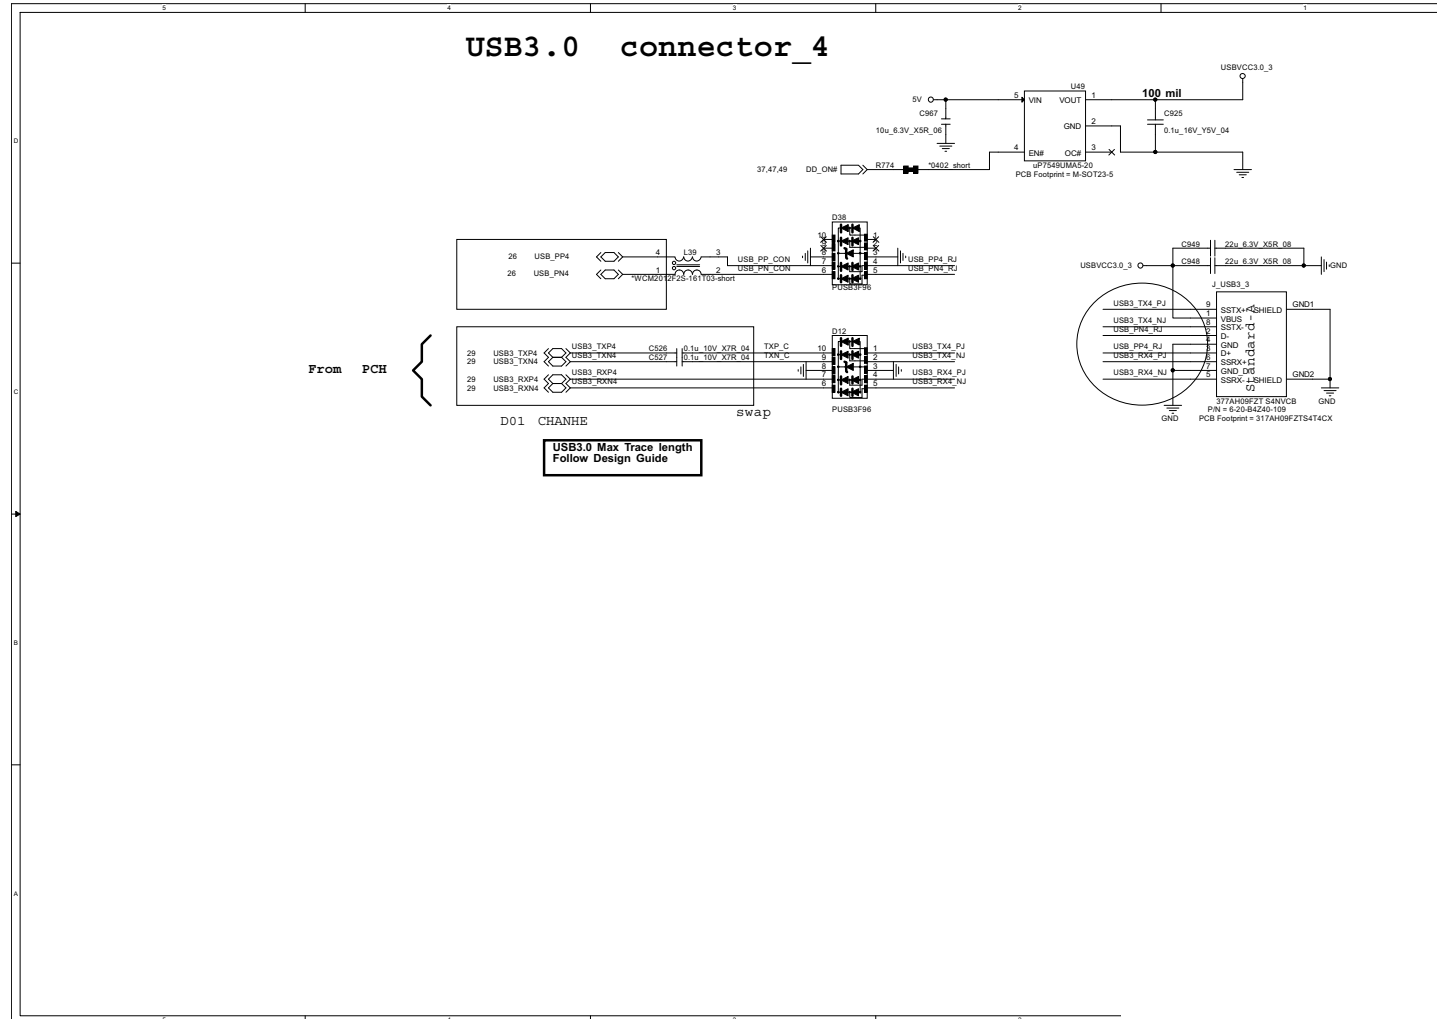 5 4 3 2 1
USB3.0 connector_4
USBVCC3.0_3
U49
5V
5 VIN VOUT 1
100 mil
C967
C925
10u_6.3V_X5R_06
GND 2
0.1u_16V_Y5V_04
D
4 EN# OC# 3
uP7549UMA5-20
PCB Footprint = M-SOT23-5
37,47,49 DD_ON# R774 *0402_short
D38
26 USB_PP4 4 L39 3
USB_PP_CON 7 4 USB_PP4_RJ
26 USB_PN4 1 2
USB_PN_CON 6 5 USB_PN4_RJ
*WCM2012F2S-161T03-short
PUSB3F96
C949 22u_6.3V_X5R_08
USBVCC3.0_3 C948 22u_6.3V_X5R_08 GND
J_USB3_3
USB3_TX4_PJ 9 SSTX+ SHIELD GND1
1 VBUS
USB3_TX4_NJ 8 SSTX-
USB_PN4_RJ 2 D-
4 GND
USB_PP4_RJ 3 D+
USB3_RX4_PJ 6 SSRX+
7 GND_D
USB3_RX4_NJ 5 SSRX- SHIELD GND2
Standard-A
377AH09FZT S4NVCB
P/N = 6-20-B4Z40-109
PCB Footprint = 317AH09FZTS4T4CX
GND
GND
From PCH
D12
29 USB3_TXP4 USB3_TXP4 C526 0.1u_10V_X7R_04 TXP_C 10 1 USB3_TX4_PJ
29 USB3_TXN4 USB3_TXN4 C527 0.1u_10V_X7R_04 TXN_C 9 2 USB3_TX4_NJ
8 3
29 USB3_RXP4 USB3_RXP4 7 4 USB3_RX4_PJ
29 USB3_RXN4 USB3_RXN4 6 5 USB3_RX4_NJ
PUSB3F96
C
D01 CHANHE
swap
USB3.0 Max Trace length
Follow Design Guide
B
A